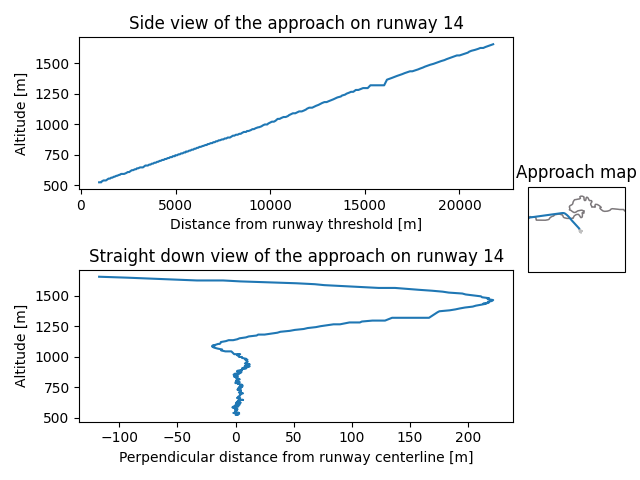 Side view of the approach on runway 14
Altitude [m]
1500
1250
1000
750
500
0 5000 10000 15000 20000
Distance from runway threshold [m]
Approach map
Straight down view of the approach on runway 14
Altitude [m]
1500
1250
1000
750
500
−100 −50 0 50 100 150 200
Perpendicular distance from runway centerline [m]